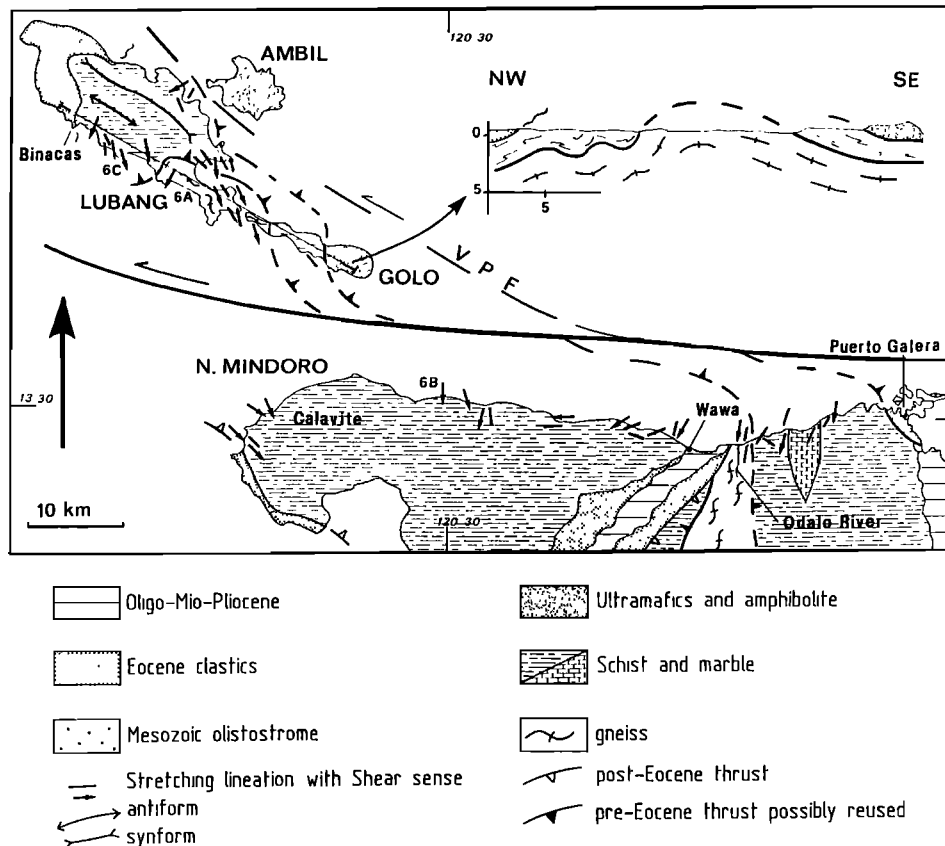 120 30
AMBIL
NW
SE
0
5
5
Binacas
6C
LUBANG
6A
GOLO
V P F
Puerto Galera
N. MINDORO
6B
Wawa
13 30
Calavite
10 km
120 30
Odalo River
Oligo-Mio-Pliocene
Ultramafics and amphibolite
Eocene clastics
Schist and marble
Mesozoic olistostrome
gneiss
Stretching lineation with Shear sense
post-Eocene thrust
antiform
pre-Eocene thrust possibly reused
synform